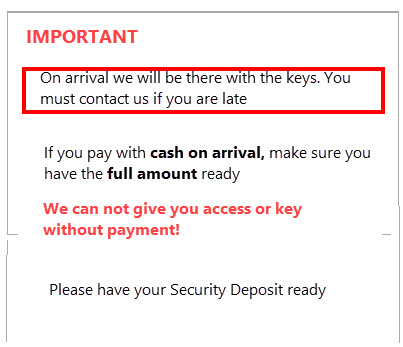 IMPORTANT
On arrival we will be there with the keys. You
must contact us if you are late
If you pay with cash on arrival, make sure you
have the full amount ready
We can not give you access or key
without payment!
Please have your Security Deposit ready